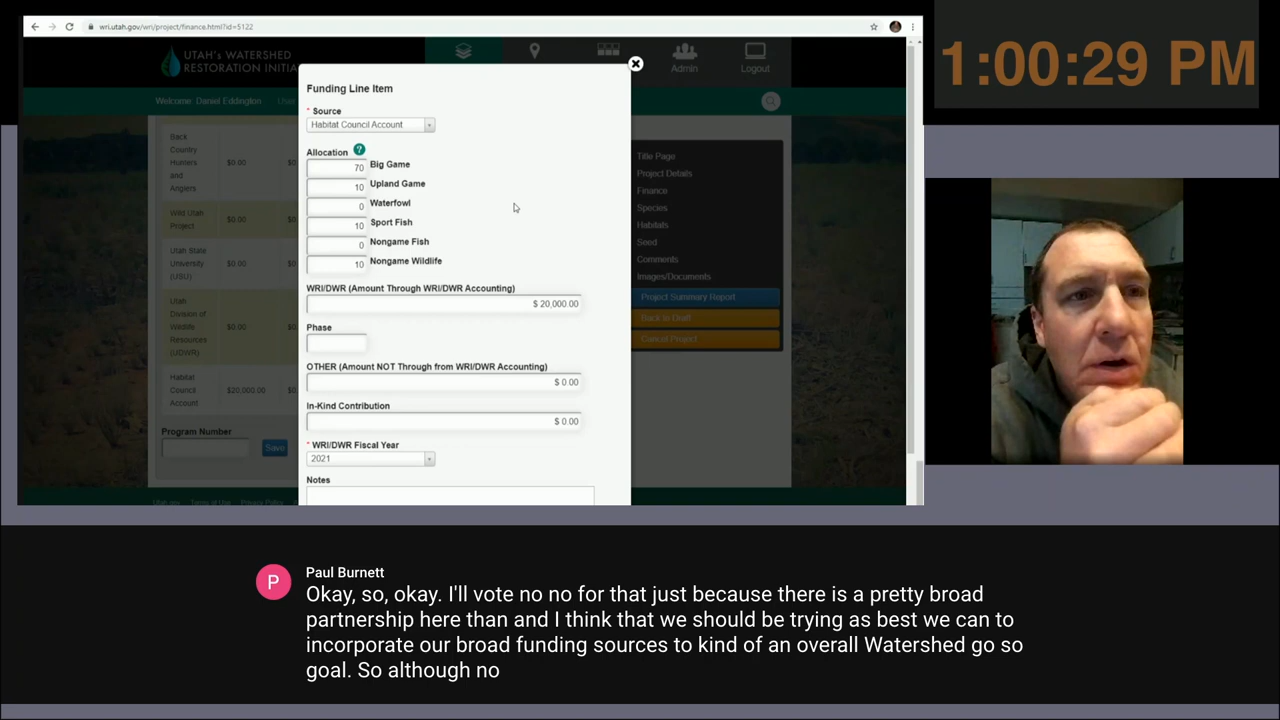 wri.utah.gov/wri/project/finance.html?id=5122
1:00:29 PM
UTAH'S WATERSHED
RESTORATION INITIA
Admin
Logout
Welcome: Daniel Eddington
User
Funding Line Item
* Source
Habitat Council Account
Allocation ?
70 Big Game
10 Upland Game
0 Waterfowl
10 Sport Fish
0 Nongame Fish
10 Nongame Wildlife
WRI/DWR (Amount Through WRI/DWR Accounting)
$ 20,000.00
Phase
OTHER (Amount NOT Through from WRI/DWR Accounting)
$ 0.00
In-Kind Contribution
$ 0.00
* WRI/DWR Fiscal Year
2021
Notes
Back
Country
Hunters
and
Anglers
$0.00
Wild Utah
Project
$0.00
Utah State
University
(USU)
$0.00
Utah
Division of
Wildlife
Resources
(UDWR)
$0.00
Habitat
Council
Account
$20,000.00
Program Number
Save
Utah.gov
Terms of Use
Privacy Policy
Title Page
Project Details
Finance
Species
Habitats
Seed
Comments
Images/Documents
Project Summary Report
Back to Draft
Cancel Project
P
Paul Burnett
Okay, so, okay. I'll vote no no for that just because there is a pretty broad
partnership here than and I think that we should be trying as best we can to
incorporate our broad funding sources to kind of an overall Watershed go so
goal. So although no